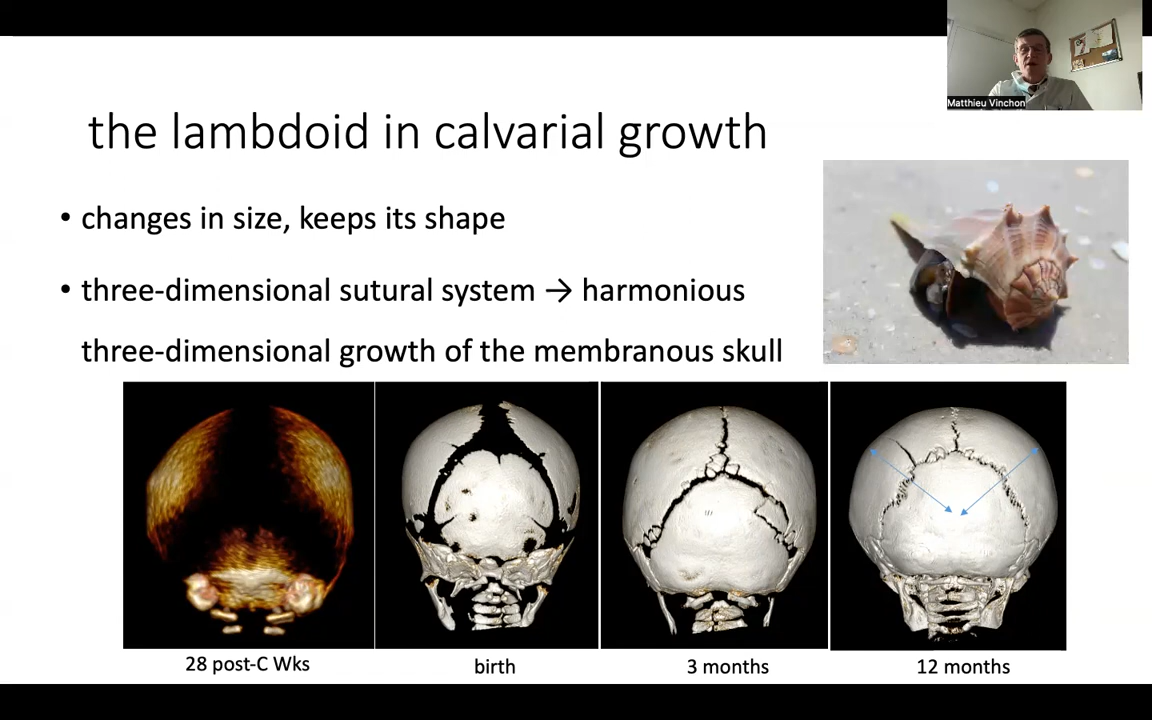 Matthieu Vinchon
the lambdoid in calvarial growth
• changes in size, keeps its shape
• three-dimensional sutural system → harmonious
three-dimensional growth of the membranous skull
28 post-C Wks
birth
3 months
12 months